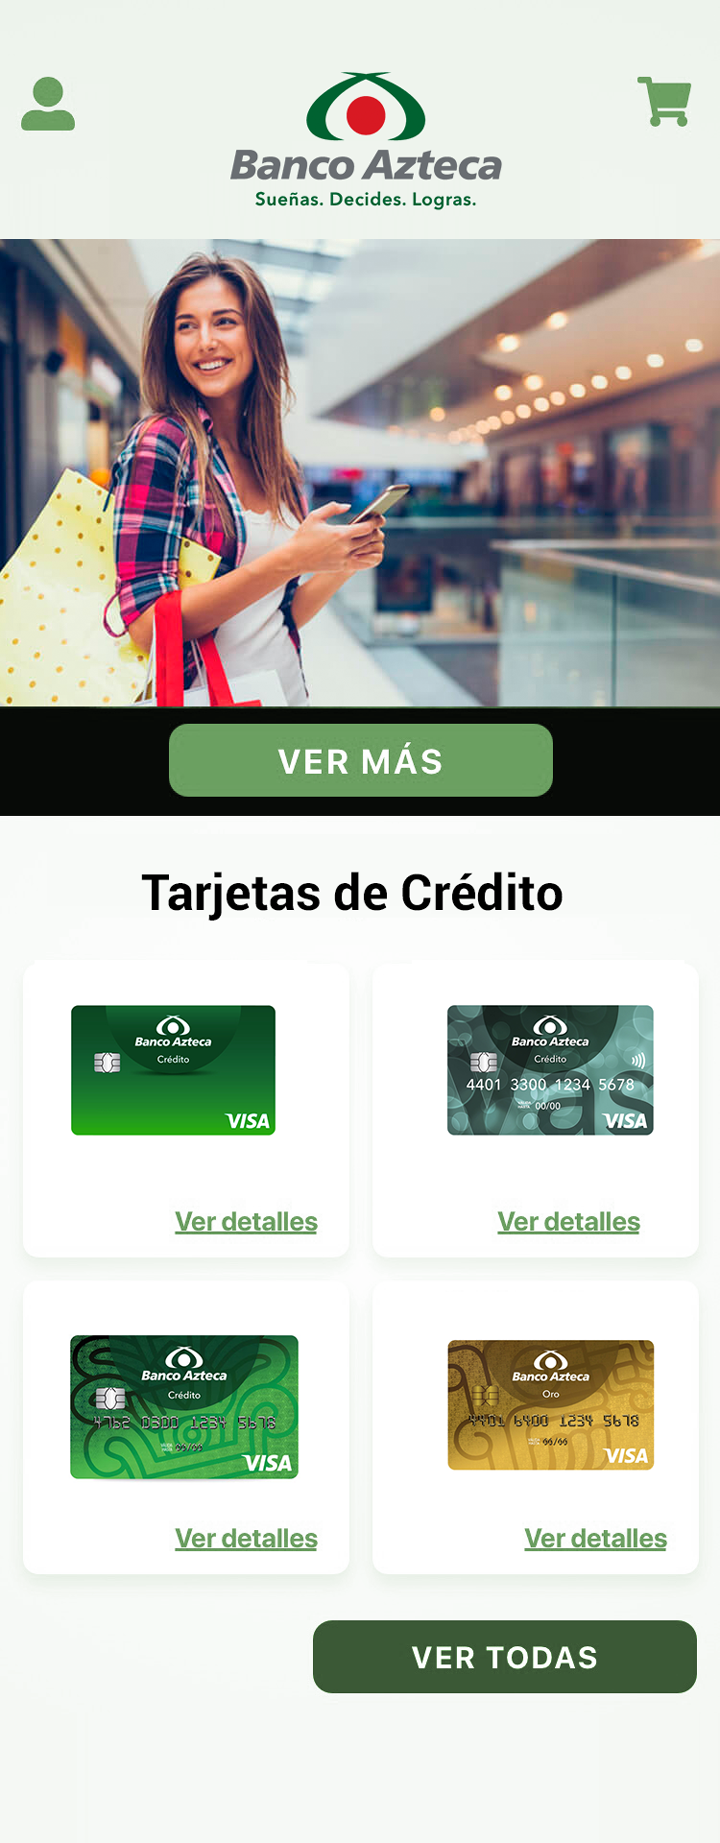 Banco Azteca
Sueñas. Decides. Logras.
VER MÁS
Tarjetas de Crédito
Banco Azteca
Crédito
VISA
Ver detalles
Banco Azteca
Crédito
was
4401 3300 1234 5678
00/00
VISA
Ver detalles
Banco Azteca
Crédito
4762 0300 1234 5678
00/00
VISA
Ver detalles
Banco Azteca
Oro
4401 6400 1234 5678
00/00
VISA
Ver detalles
VER TODAS